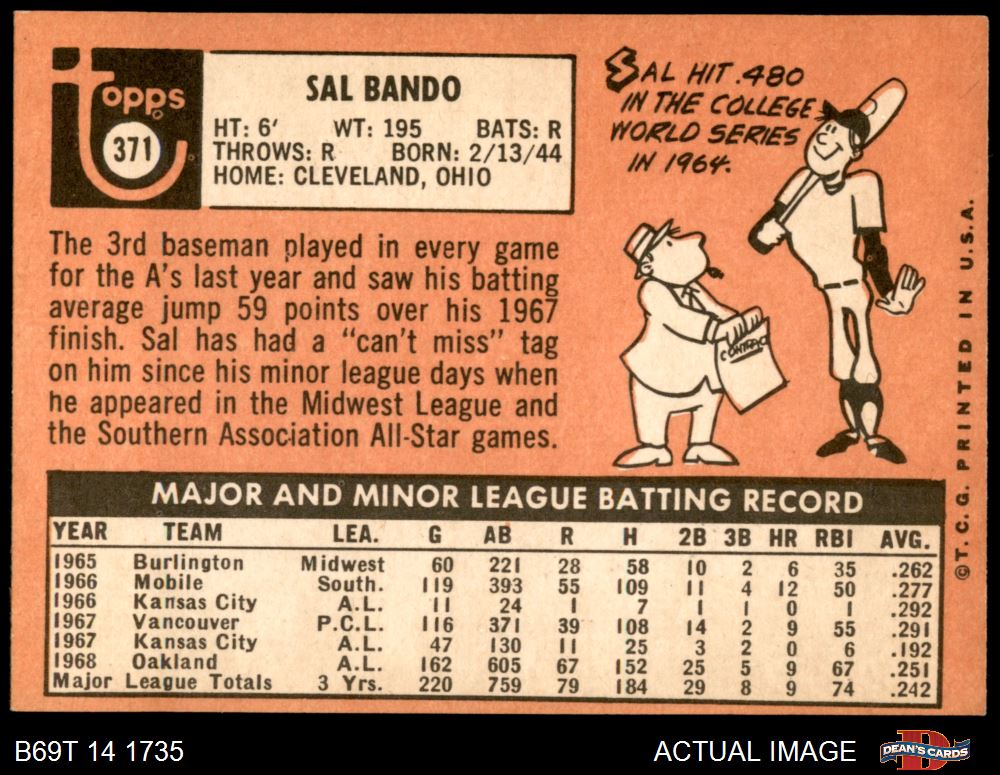 Topps
371
SAL BANDO
HT: 6' WT: 195 BATS: R
THROWS: R BORN: 2/13/44
HOME: CLEVELAND, OHIO
The 3rd baseman played in every game
for the A's last year and saw his batting
average jump 59 points over his 1967
finish. Sal has had a "can't miss" tag
on him since his minor league days when
he appeared in the Midwest League and
the Southern Association All-Star games.
SAL HIT .480
IN THE COLLEGE
WORLD SERIES
IN 1964.
CONTRACT
©T.C.G. PRINTED IN U.S.A.
MAJOR AND MINOR LEAGUE BATTING RECORD
YEAR TEAM LEA. G AB R H 2B 3B HR RBI AVG.
1965 Burlington Midwest 60 221 28 58 10 2 6 35 .262
1966 Mobile South. 119 393 55 109 11 4 12 50 .277
1966 Kansas City A.L. 11 24 1 7 1 1 0 1 .292
1967 Vancouver P.C.L. 116 371 39 108 14 2 9 55 .291
1967 Kansas City A.L. 47 130 11 25 3 2 0 6 .192
1968 Oakland A.L. 162 605 67 152 25 5 9 67 .251
Major League Totals 3 Yrs. 220 759 79 184 29 8 9 74 .242
B69T 14 1735
ACTUAL IMAGE
DEAN'S CARDS